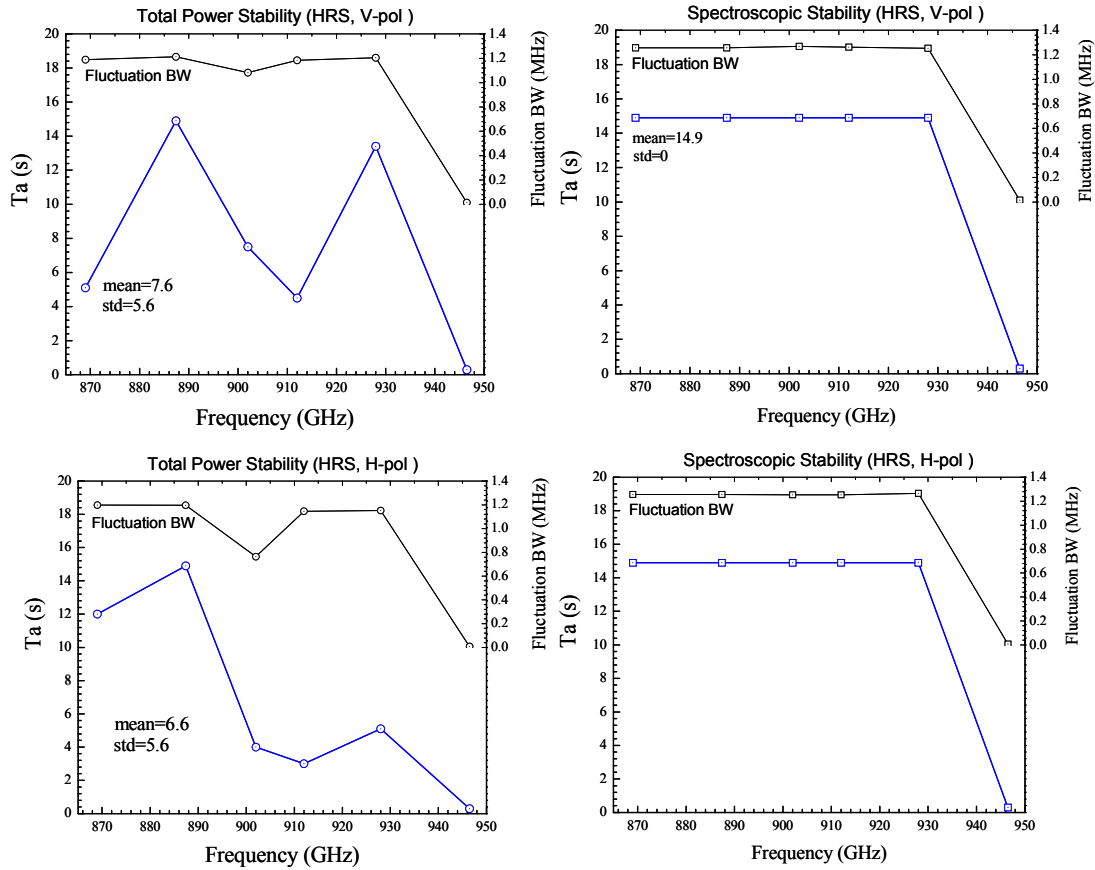 Total Power Stability (HRS, V-pol )
20
18
16
14
12
10
8
6
4
2
0
Ta (s)
Fluctuation BW
mean=7.6
std=5.6
1.4
1.2
1.0
0.8
0.6
0.4
0.2
0.0
Fluctuation BW (MHz)
870 880 890 900 910 920 930 940 950
Frequency (GHz)
Spectroscopic Stability (HRS, V-pol )
20
18
16
14
12
10
8
6
4
2
0
Ta (s)
Fluctuation BW
mean=14.9
std=0
1.4
1.2
1.0
0.8
0.6
0.4
0.2
0.0
Fluctuation BW (MHz)
870 880 890 900 910 920 930 940 950
Frequency (GHz)
Total Power Stability (HRS, H-pol )
20
18
16
14
12
10
8
6
4
2
0
Ta (s)
Fluctuation BW
mean=6.6
std=5.6
1.4
1.2
1.0
0.8
0.6
0.4
0.2
0.0
Fluctuation BW (MHz)
870 880 890 900 910 920 930 940 950
Frequency (GHz)
Spectroscopic Stability (HRS, H-pol )
20
18
16
14
12
10
8
6
4
2
0
Ta (s)
Fluctuation BW
1.4
1.2
1.0
0.8
0.6
0.4
0.2
0.0
Fluctuation BW (MHz)
870 880 890 900 910 920 930 940 950
Frequency (GHz)